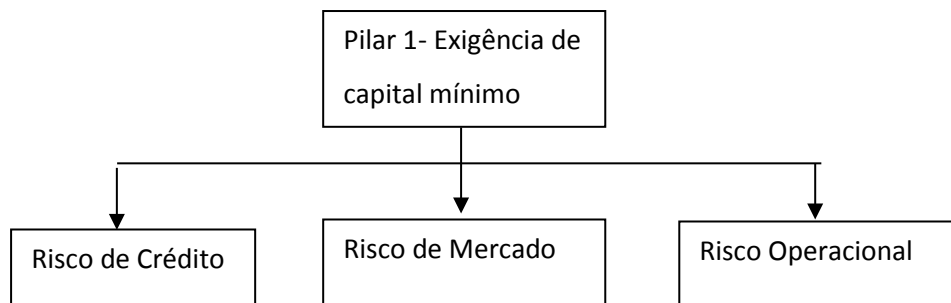 Pilar 1- Exigência de
capital mínimo
Risco de Crédito
Risco de Mercado
Risco Operacional